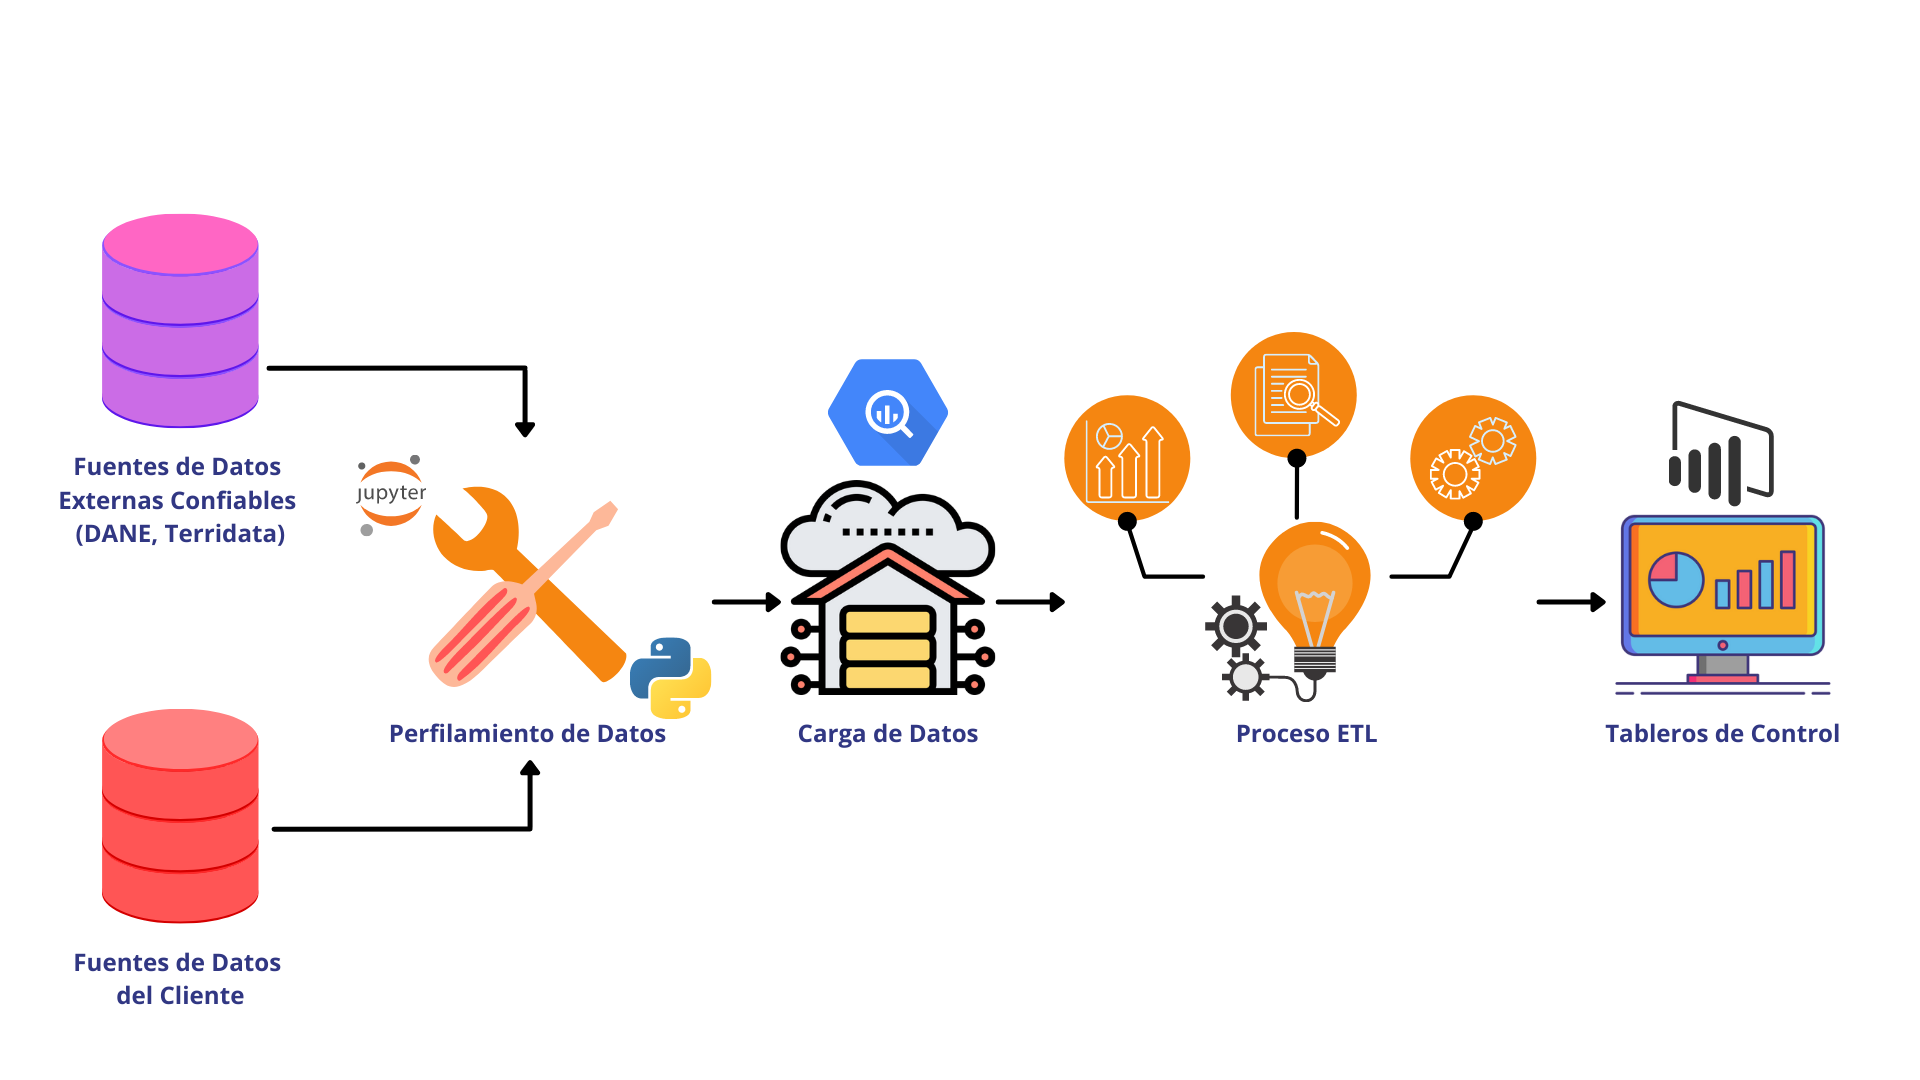 Fuentes de Datos
Externas Confiables
(DANE, Terridata)
jupyter
Perfilamiento de Datos
Carga de Datos
Proceso ETL
Tableros de Control
Fuentes de Datos
del Cliente